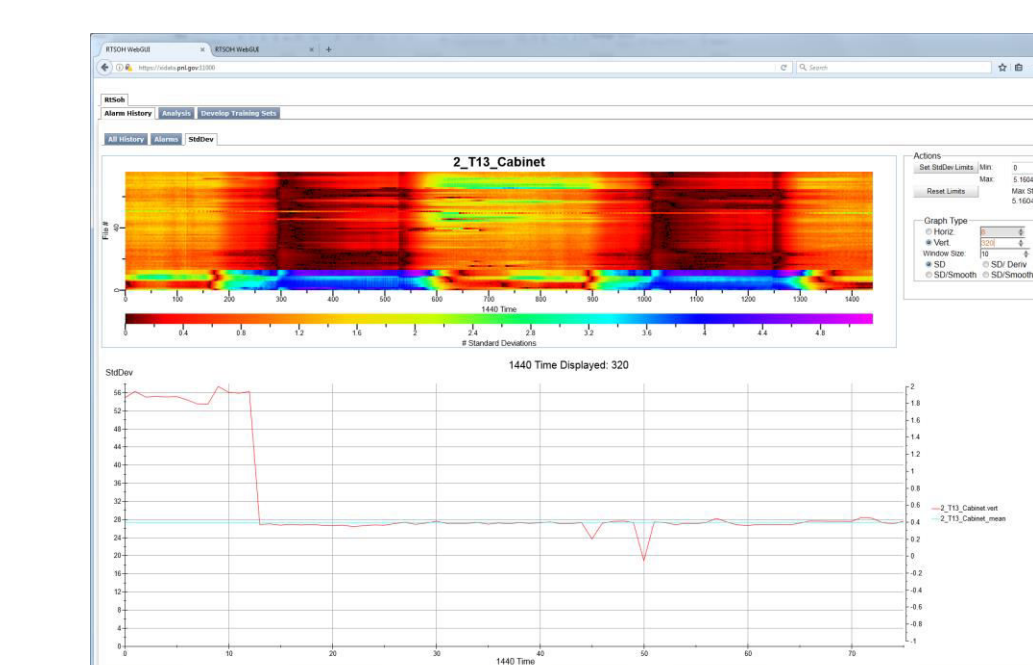 RTSOH WebGUI × RTSOH WebGUI × +
Search
RtSoh
Alarm History Analysis Develop Training Sets
All History Alarms StdDev
2_T13_Cabinet
Actions
Set StdDev Limits Min: 0
Max: 5.1604
Reset Limits Max St
5.1604
Graph Type
Horiz.
Vert. 320
Window Size 10
SD SD/ Deriv
SD/Smooth SD/Smooth
File #
40
0
0 100 200 300 400 500 600 700 800 900 1000 1100 1200 1300 1400
1440 Time
0 0.4 0.8 1.2 1.6 2 2.4 2.8 3.2 3.6 4 4.4 4.8
# Standard Deviations
1440 Time Displayed: 320
StdDev
56
52
48
44
40
36
32
28
24
20
16
12
8
4
0
2
1.8
1.6
1.4
1.2
1
0.8
0.6
0.4
0.2
0
-0.2
-0.4
-0.6
-0.8
-1
2_T13_Cabinet.vert
2_T13_Cabinet_mean
0 10 20 30 40 50 60 70
1440 Time